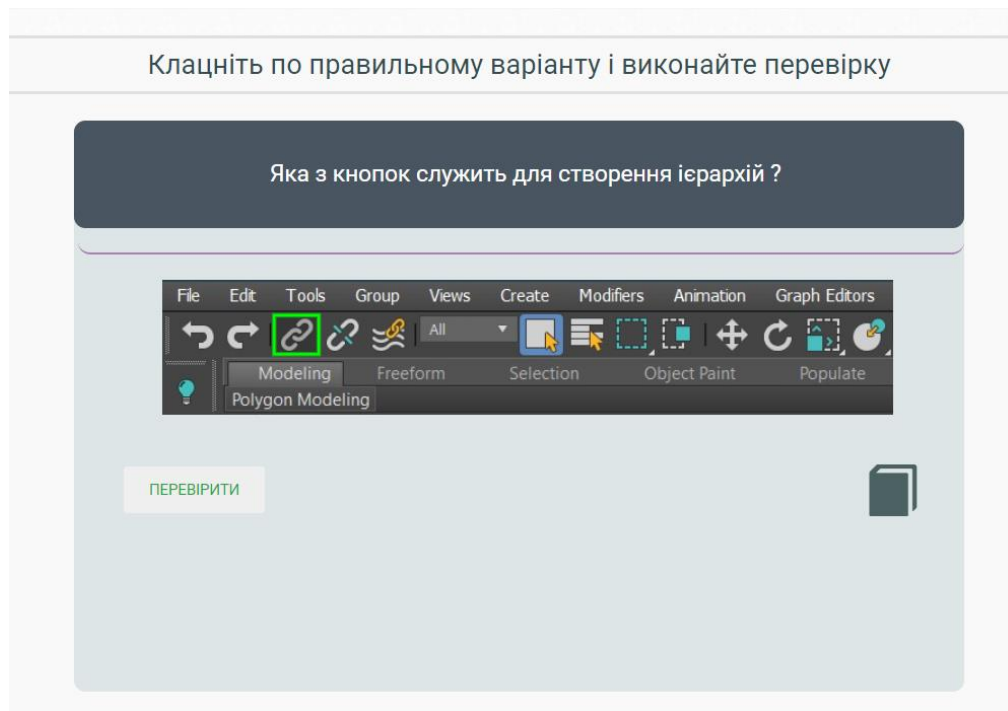 Клацніть по правильному варіанту і виконайте перевірку
Яка з кнопок служить для створення ієрархій ?
File Edit Tools Group Views Create Modifiers Animation Graph Editors
All
Modeling Freeform Selection Object Paint Populate
Polygon Modeling
ПЕРЕВІРИТИ